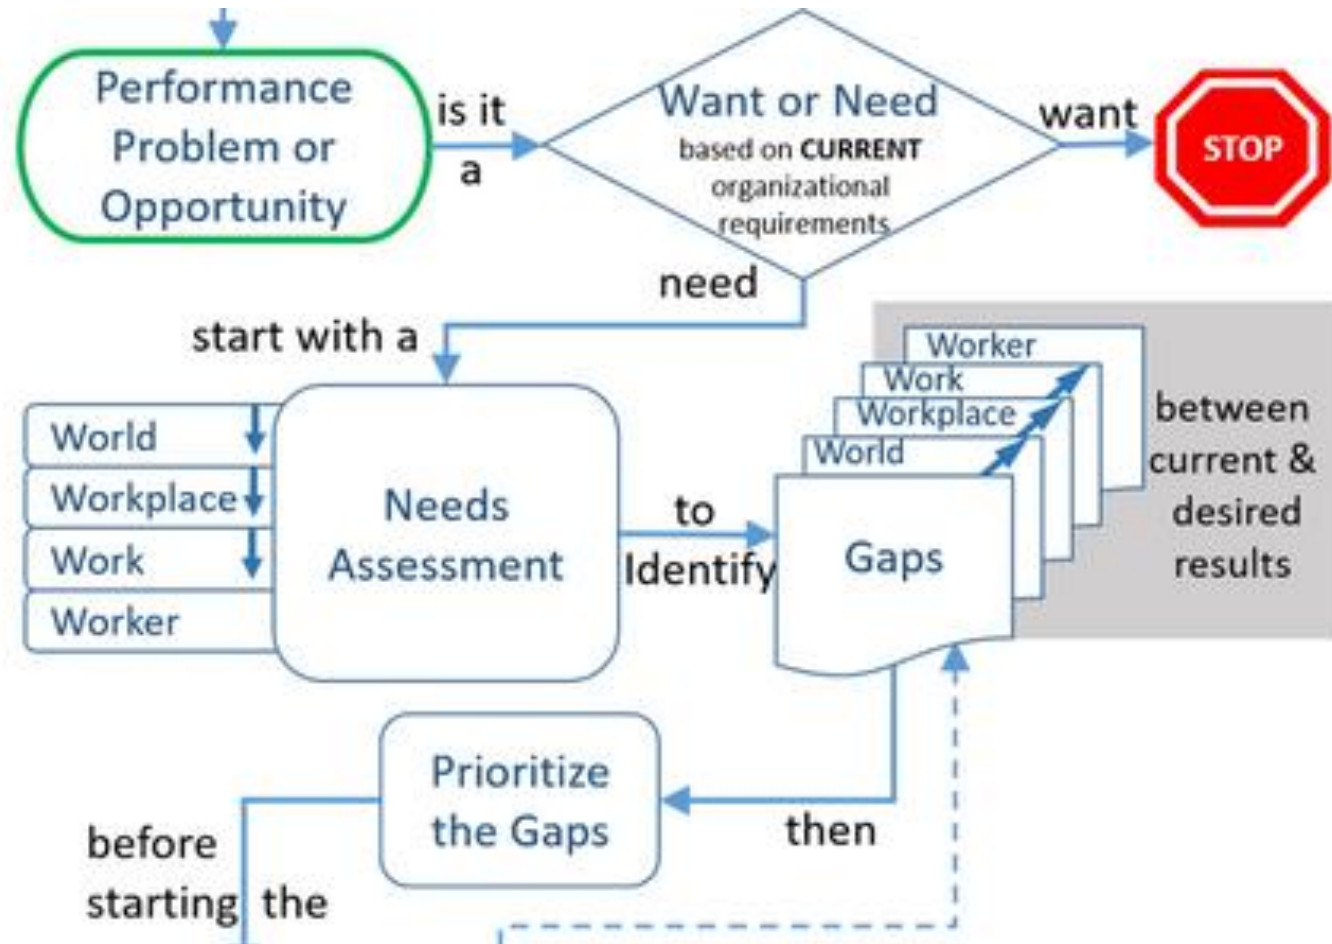 Performance
Problem or
Opportunity
is it
a
Want or Need
based on CURRENT
organizational
requirements
want
STOP
need
start with a
World
Workplace
Work
Worker
Needs
Assessment
to
Identify
Worker
Work
Workplace
World
Gaps
between
current &
desired
results
then
Prioritize
the Gaps
before
starting the